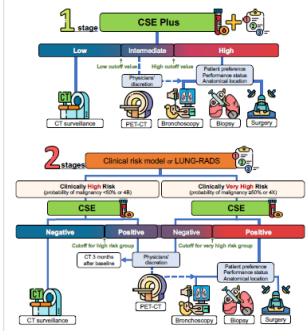 1 stage
CSE Plus
Low
Intermediate
High
Low cutoff value
High cutoff value
Physicians'
discretion
Patient preference
Performance status
Anatomical location
CT
CT surveillance
PET-CT
Bronchoscopy
Biopsy
Surgery
2 stages
Clinical risk model or LUNG-RADS
Clinically High Risk
(probability of malignancy <50% or 4B)
Clinically Very High Risk
(probability of malignancy ≥50% or 4X)
CSE
CSE
Negative
Positive
Negative
Positive
Cutoff for high risk group
Cutoff for very high risk group
CT 3 months
after baseline
Physicians'
discretion
Patient preference
Performance status
Anatomical location
CT
CT surveillance
PET-CT
Bronchoscopy
Biopsy
Surgery